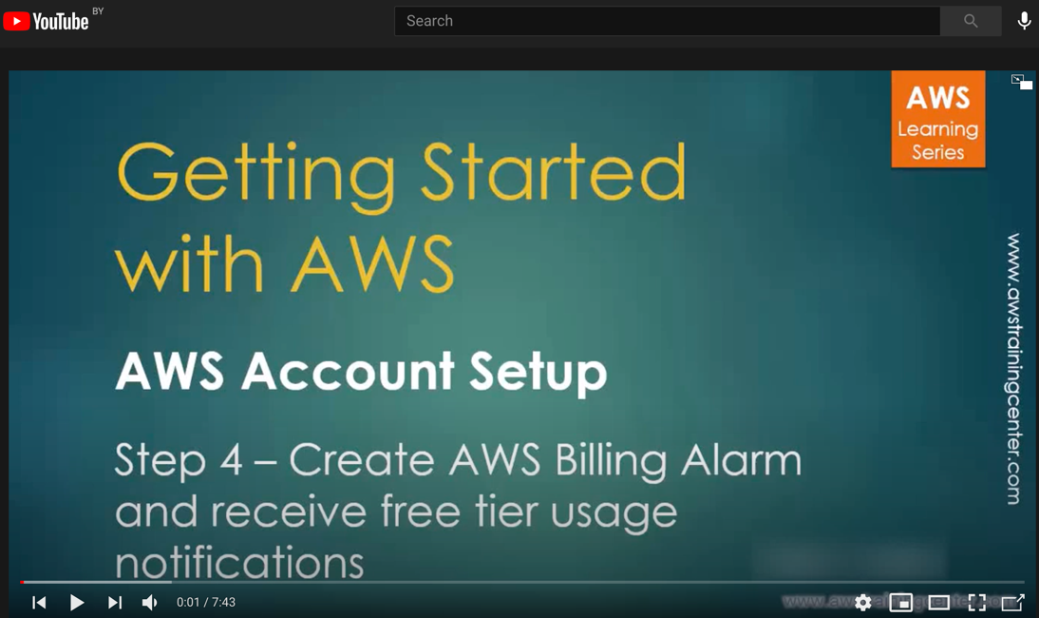 YouTube BY
Search
AWS
Learning
Series
Getting Started
with AWS
AWS Account Setup
Step 4 – Create AWS Billing Alarm
and receive free tier usage
notifications
www.awstrainingcenter.com
0:01 / 7:43